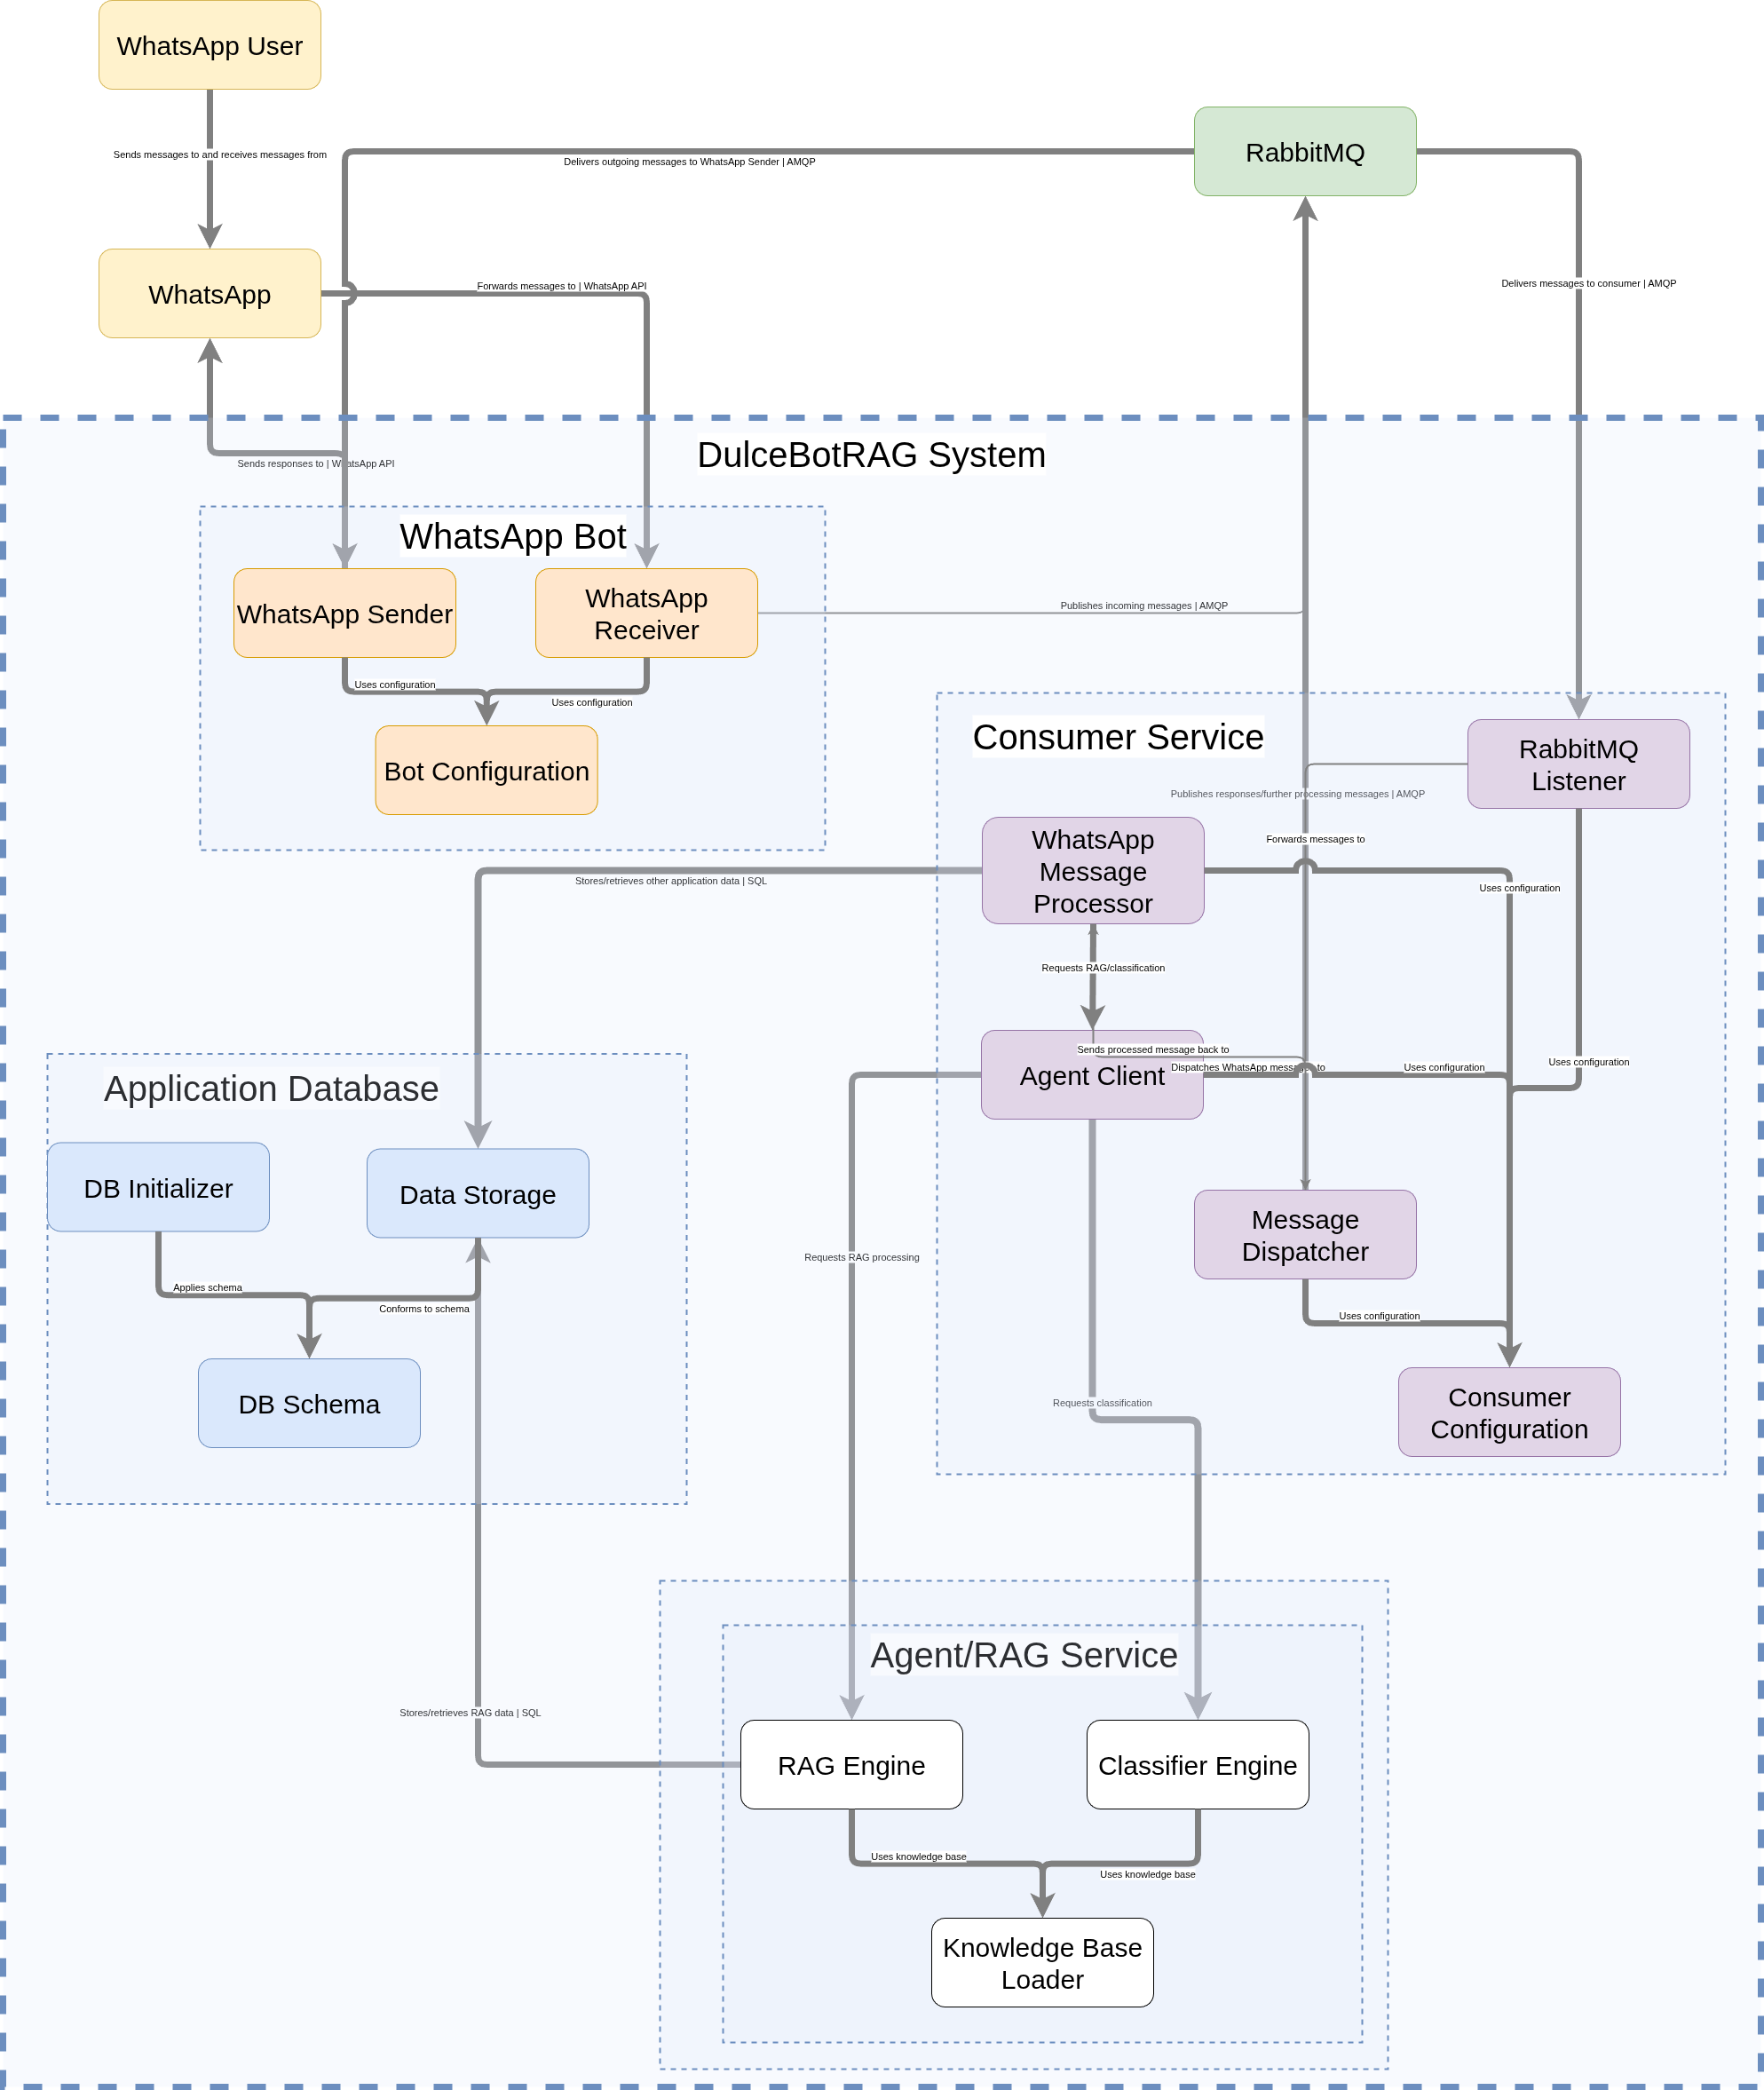 WhatsApp User
RabbitMQ
Sends messages to and receives messages from
Delivers outgoing messages to WhatsApp Sender | AMQP
WhatsApp
Forwards messages to | WhatsApp API
Delivers messages to consumer | AMQP
DulceBotRAG System
Sends responses to | WhatsApp API
WhatsApp Bot
WhatsApp Sender
WhatsApp
Receiver
Publishes incoming messages | AMQP
Uses configuration
Uses configuration
Bot Configuration
Consumer Service
RabbitMQ
Listener
Publishes responses/further processing messages | AMQP
WhatsApp
Message
Processor
Forwards messages to
Stores/retrieves other application data | SQL
Uses configuration
Requests RAG/classification
Sends processed message back to
Agent Client
Dispatches WhatsApp message to
Uses configuration
Uses configuration
Application Database
DB Initializer
Data Storage
Message
Dispatcher
Requests RAG processing
Applies schema
Conforms to schema
Uses configuration
DB Schema
Requests classification
Consumer
Configuration
Agent/RAG Service
Stores/retrieves RAG data | SQL
RAG Engine
Classifier Engine
Uses knowledge base
Uses knowledge base
Knowledge Base
Loader